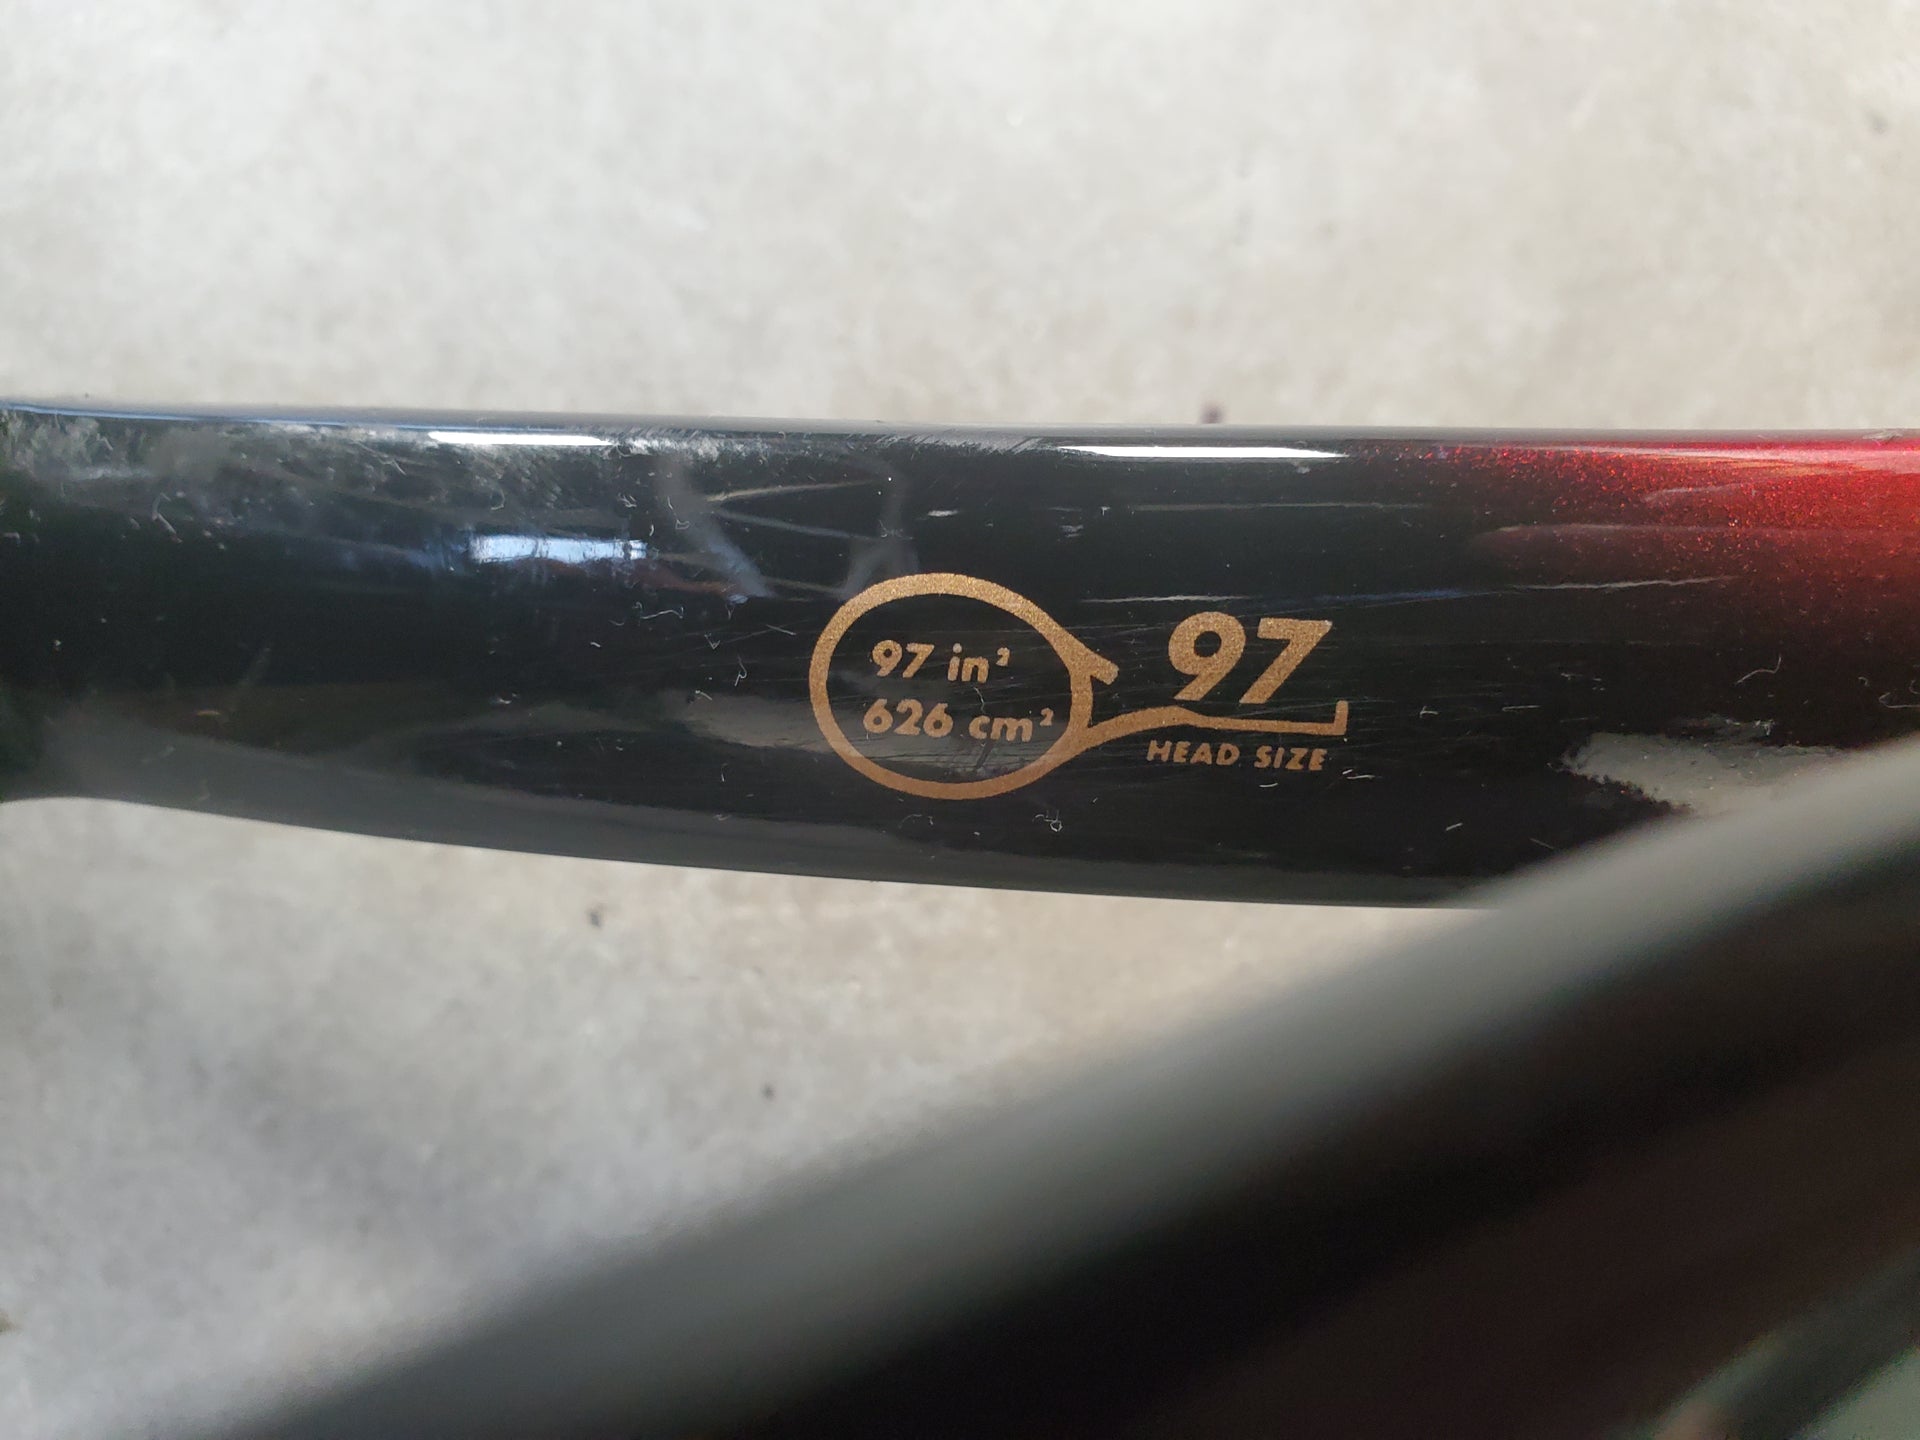 97 in²
626 cm²
97
HEAD SIZE